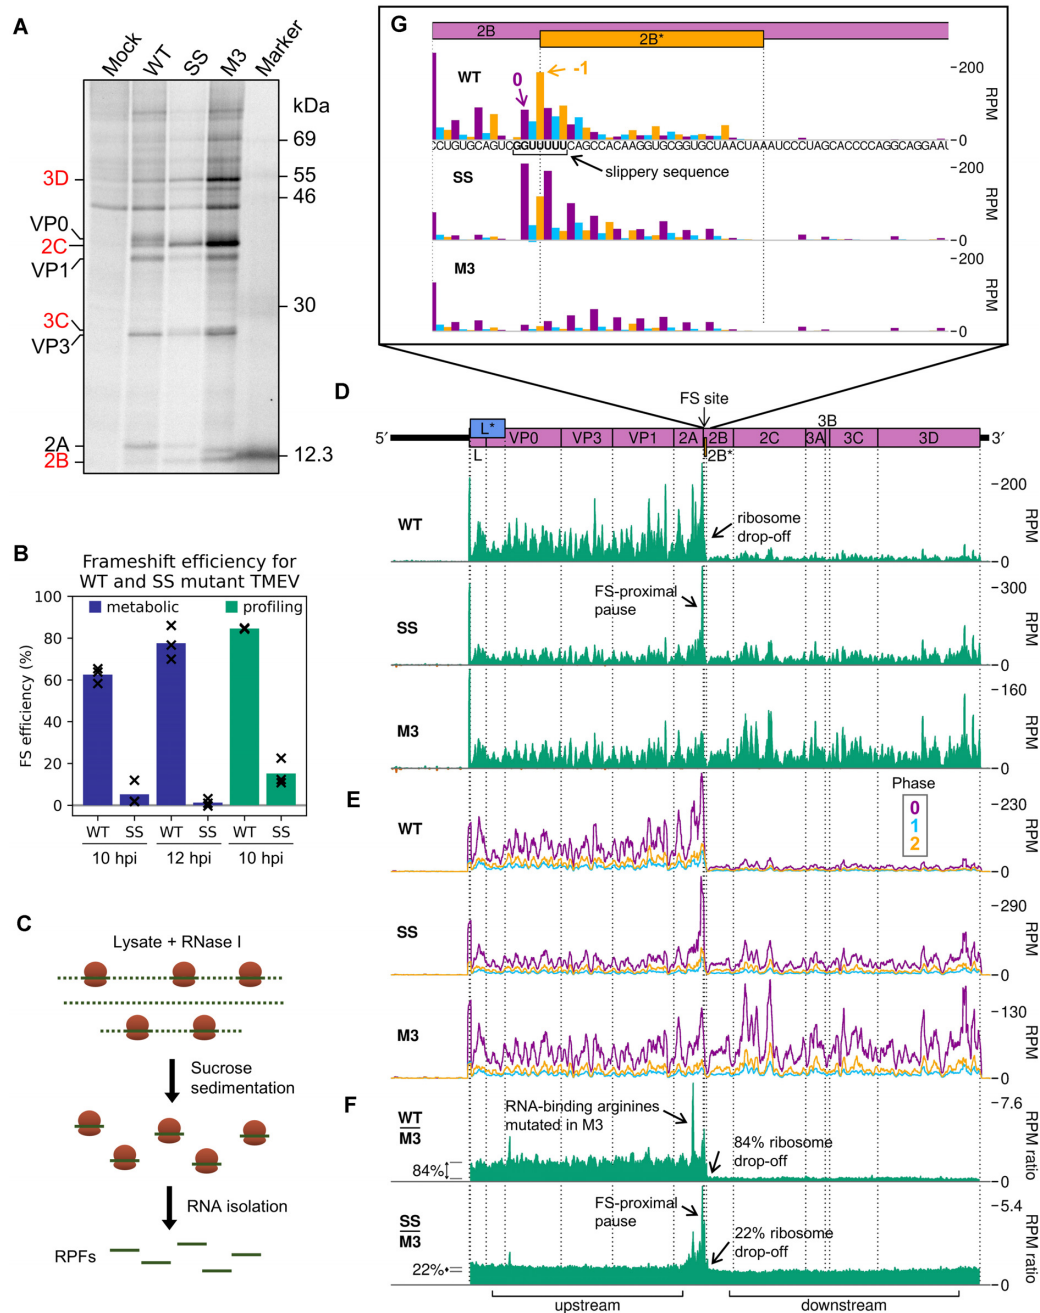 A
Mock
WT
SS
M3
Marker
kDa
69
55
46
30
12.3
3D
VP0
2C
VP1
3C
VP3
2A
2B
G
2B
2B*
WT
0
-1
200
0
RPM
slippery sequence
SS
200
0
RPM
M3
200
0
RPM
B
Frameshift efficiency for
WT and SS mutant TMEV
metabolic
profiling
FS efficiency (%)
100
80
60
40
20
0
WT
SS
WT
SS
WT
SS
10 hpi
12 hpi
10 hpi
C
Lysate + RNase I
Sucrose
sedimentation
RNA isolation
RPFs
D
FS site
5′
L*
L
VP0
VP3
VP1
2A
2B
2B*
2C
3A
3B
3C
3D
3′
WT
ribosome
drop-off
200
0
RPM
SS
FS-proximal
pause
300
0
RPM
M3
160
0
RPM
E
WT
Phase
0
1
2
230
0
RPM
SS
290
0
RPM
M3
130
0
RPM
F
WT
M3
84%
RNA-binding arginines
mutated in M3
84% ribosome
drop-off
7.6
0
RPM ratio
SS
M3
22%
FS-proximal
pause
22% ribosome
drop-off
5.4
0
RPM ratio
upstream
downstream